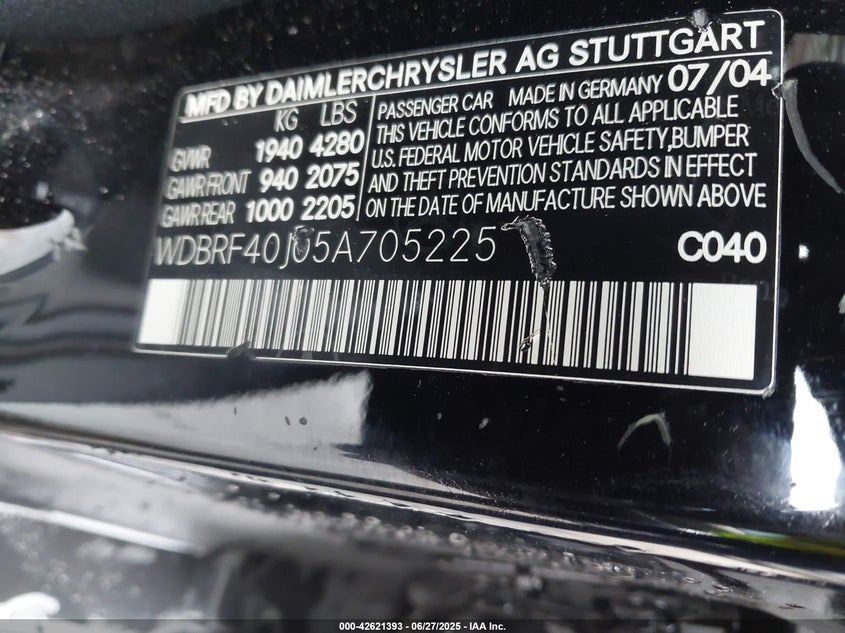 MFD BY DAIMLERCHRYSLER AG STUTTGART
KG LBS
GVWR 1940 4280
GAWR FRONT 940 2075
GAWR REAR 1000 2205
PASSENGER CAR MADE IN GERMANY 07/04
THIS VEHICLE CONFORMS TO ALL APPLICABLE
U.S. FEDERAL MOTOR VEHICLE SAFETY,BUMPER
AND THEFT PREVENTION STANDARDS IN EFFECT
ON THE DATE OF MANUFACTURE SHOWN ABOVE
WDBRF40J05A705225
C040
000-42621393 - 06/27/2025 - IAA Inc.